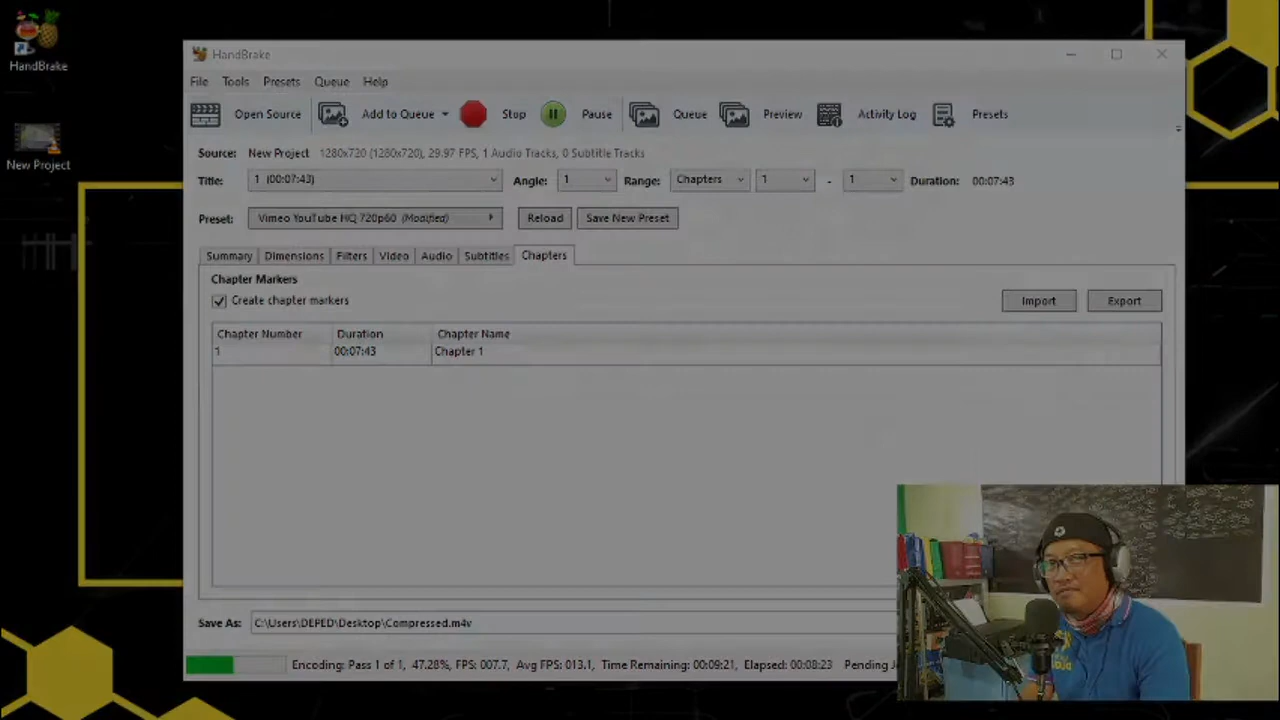 HandBrake
HandBrake
File Tools Presets Queue Help
Open Source Add to Queue Stop Pause Queue Preview Activity Log Presets
New Project
Source: New Project 1280x720 (1280x720), 29.97 FPS, 1 Audio Tracks, 0 Subtitle Tracks
Title: 1 (00:07:43) Angle: 1 Range: Chapters 1 - 1 Duration: 00:07:43
Preset: Vimeo YouTube HQ 720p60 (Modified) Reload Save New Preset
Summary Dimensions Filters Video Audio Subtitles Chapters
Chapter Markers
Create chapter markers Import Export
Chapter Number Duration Chapter Name
1 00:07:43 Chapter 1
Save As: C:\Users\DEPED\Desktop\Compressed.m4v
Encoding: Pass 1 of 1, 47.28%, FPS: 007.7, Avg FPS: 013.1, Time Remaining: 00:09:21, Elapsed: 00:08:23 Pending